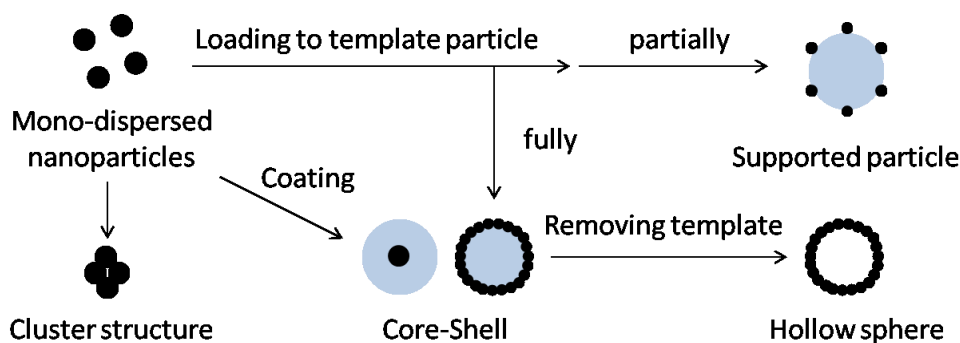 Loading to template particle
partially
Mono-dispersed
nanoparticles
fully
Supported particle
Coating
Removing template
Cluster structure
Core-Shell
Hollow sphere